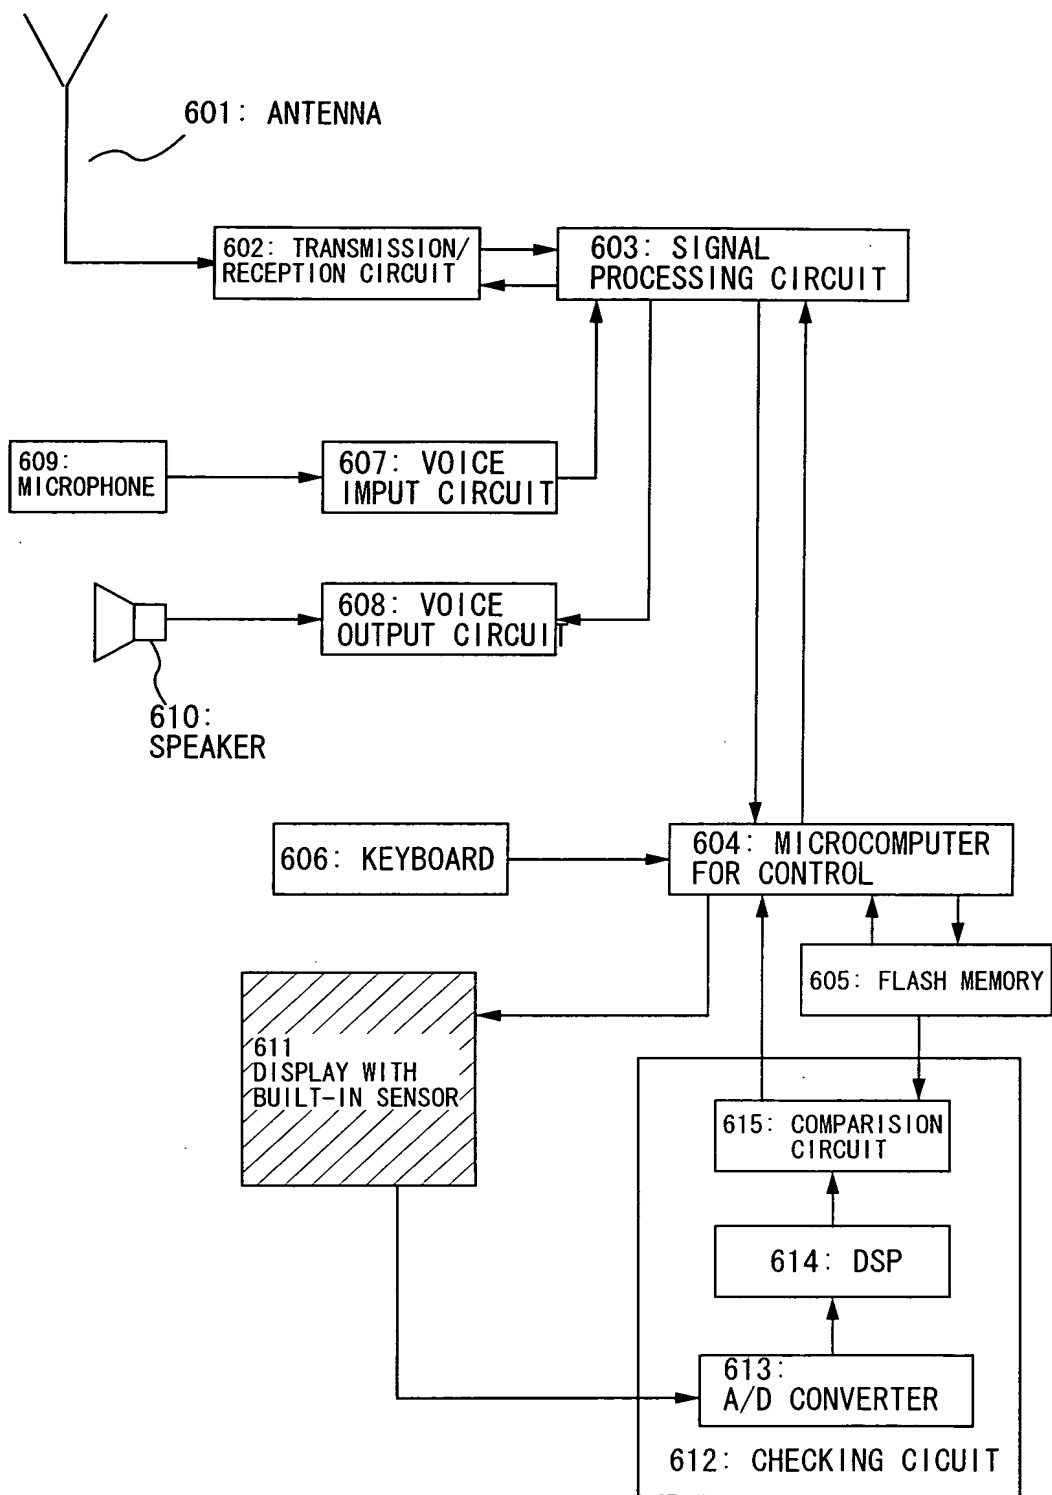 601: ANTENNA
602: TRANSMISSION/
RECEPTION CIRCUIT
603: SIGNAL
PROCESSING CIRCUIT
609:
MICROPHONE
607: VOICE
IMPUT CIRCUIT
608: VOICE
OUTPUT CIRCUIT
610:
SPEAKER
606: KEYBOARD
604: MICROCOMPUTER
FOR CONTROL
605: FLASH MEMORY
611
DISPLAY WITH
BUILT-IN SENSOR
615: COMPARISION
CIRCUIT
614: DSP
613:
A/D CONVERTER
612: CHECKING CICUIT